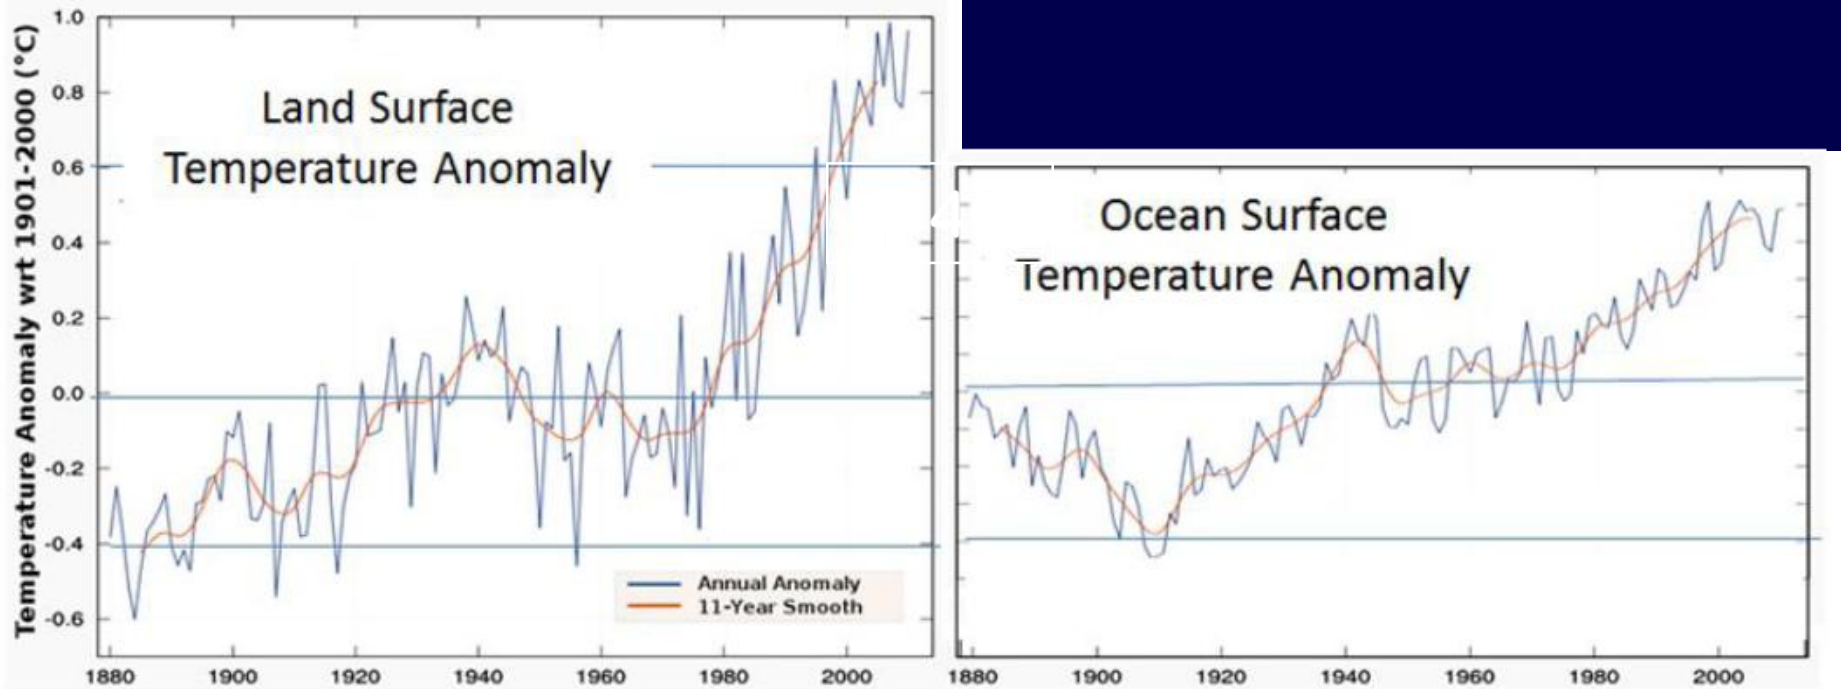 Temperature Anomaly wrt 1901-2000 (°C)
1.0
0.8
0.6
0.4
0.2
0.0
-0.2
-0.4
-0.6
Land Surface
Temperature Anomaly
Annual Anomaly
11-Year Smooth
1880 1900 1920 1940 1960 1980 2000
Ocean Surface
Temperature Anomaly
1880 1900 1920 1940 1960 1980 2000